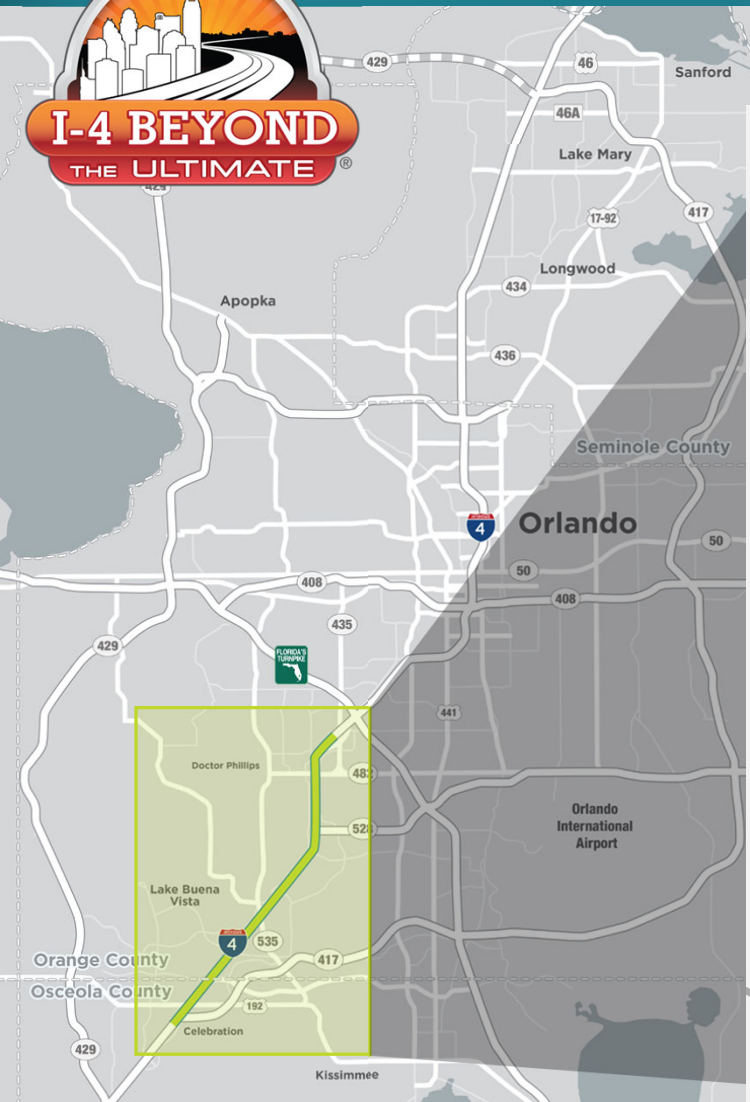 I-4 BEYOND
THE ULTIMATE®
429
46
Sanford
46A
Lake Mary
429
17-92
417
Longwood
434
Apopka
436
Seminole County
4
Orlando
50
50
408
408
435
429
FLORIDA'S
TURNPIKE
441
Doctor Phillips
482
Orlando
International
Airport
528
Lake Buena
Vista
4
535
417
Orange County
Osceola County
192
Celebration
429
Kissimmee